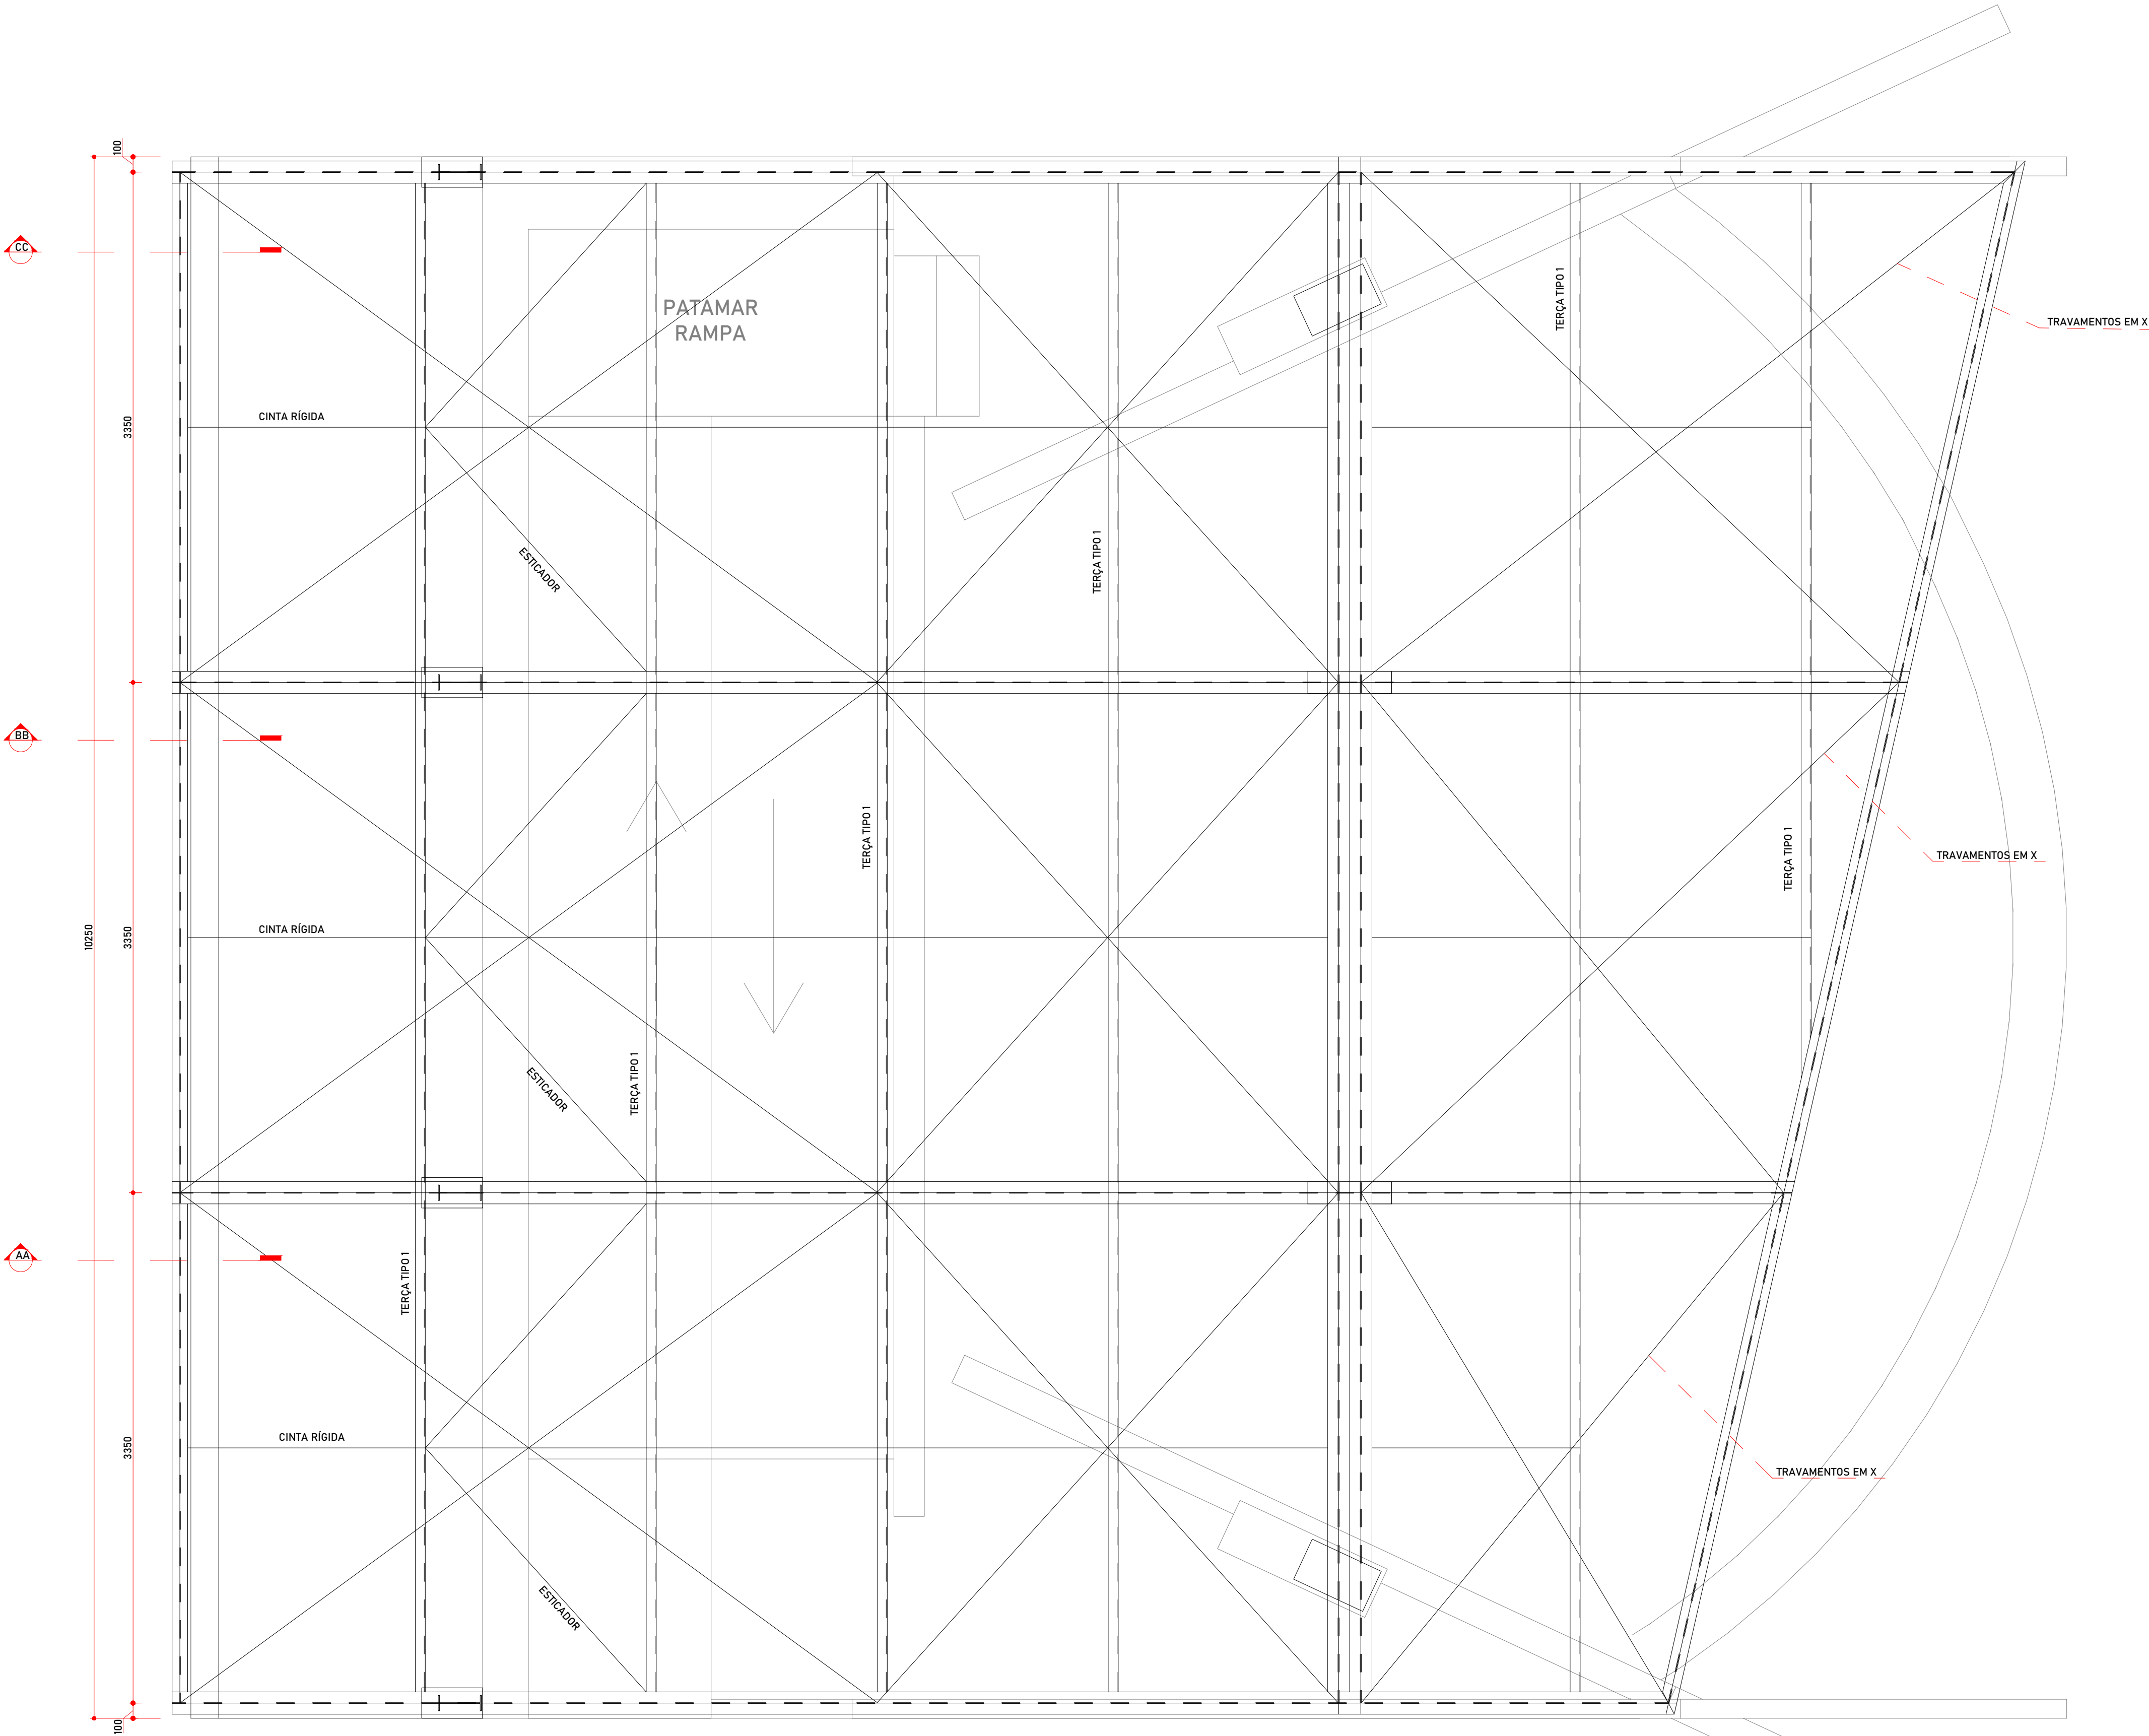 100
CC
PATAMAR
RAMPA
TERÇA TIPO 1
TRAVAMENTOS EM X
3350
CINTA RÍGIDA
ESTICADOR
TERÇA TIPO 1
BB
TERÇA TIPO 1
TERÇA TIPO 1
TRAVAMENTOS EM X
10250
3350
CINTA RÍGIDA
ESTICADOR
TERÇA TIPO 1
AA
TERÇA TIPO 1
3350
CINTA RÍGIDA
TRAVAMENTOS EM X
ESTICADOR
100